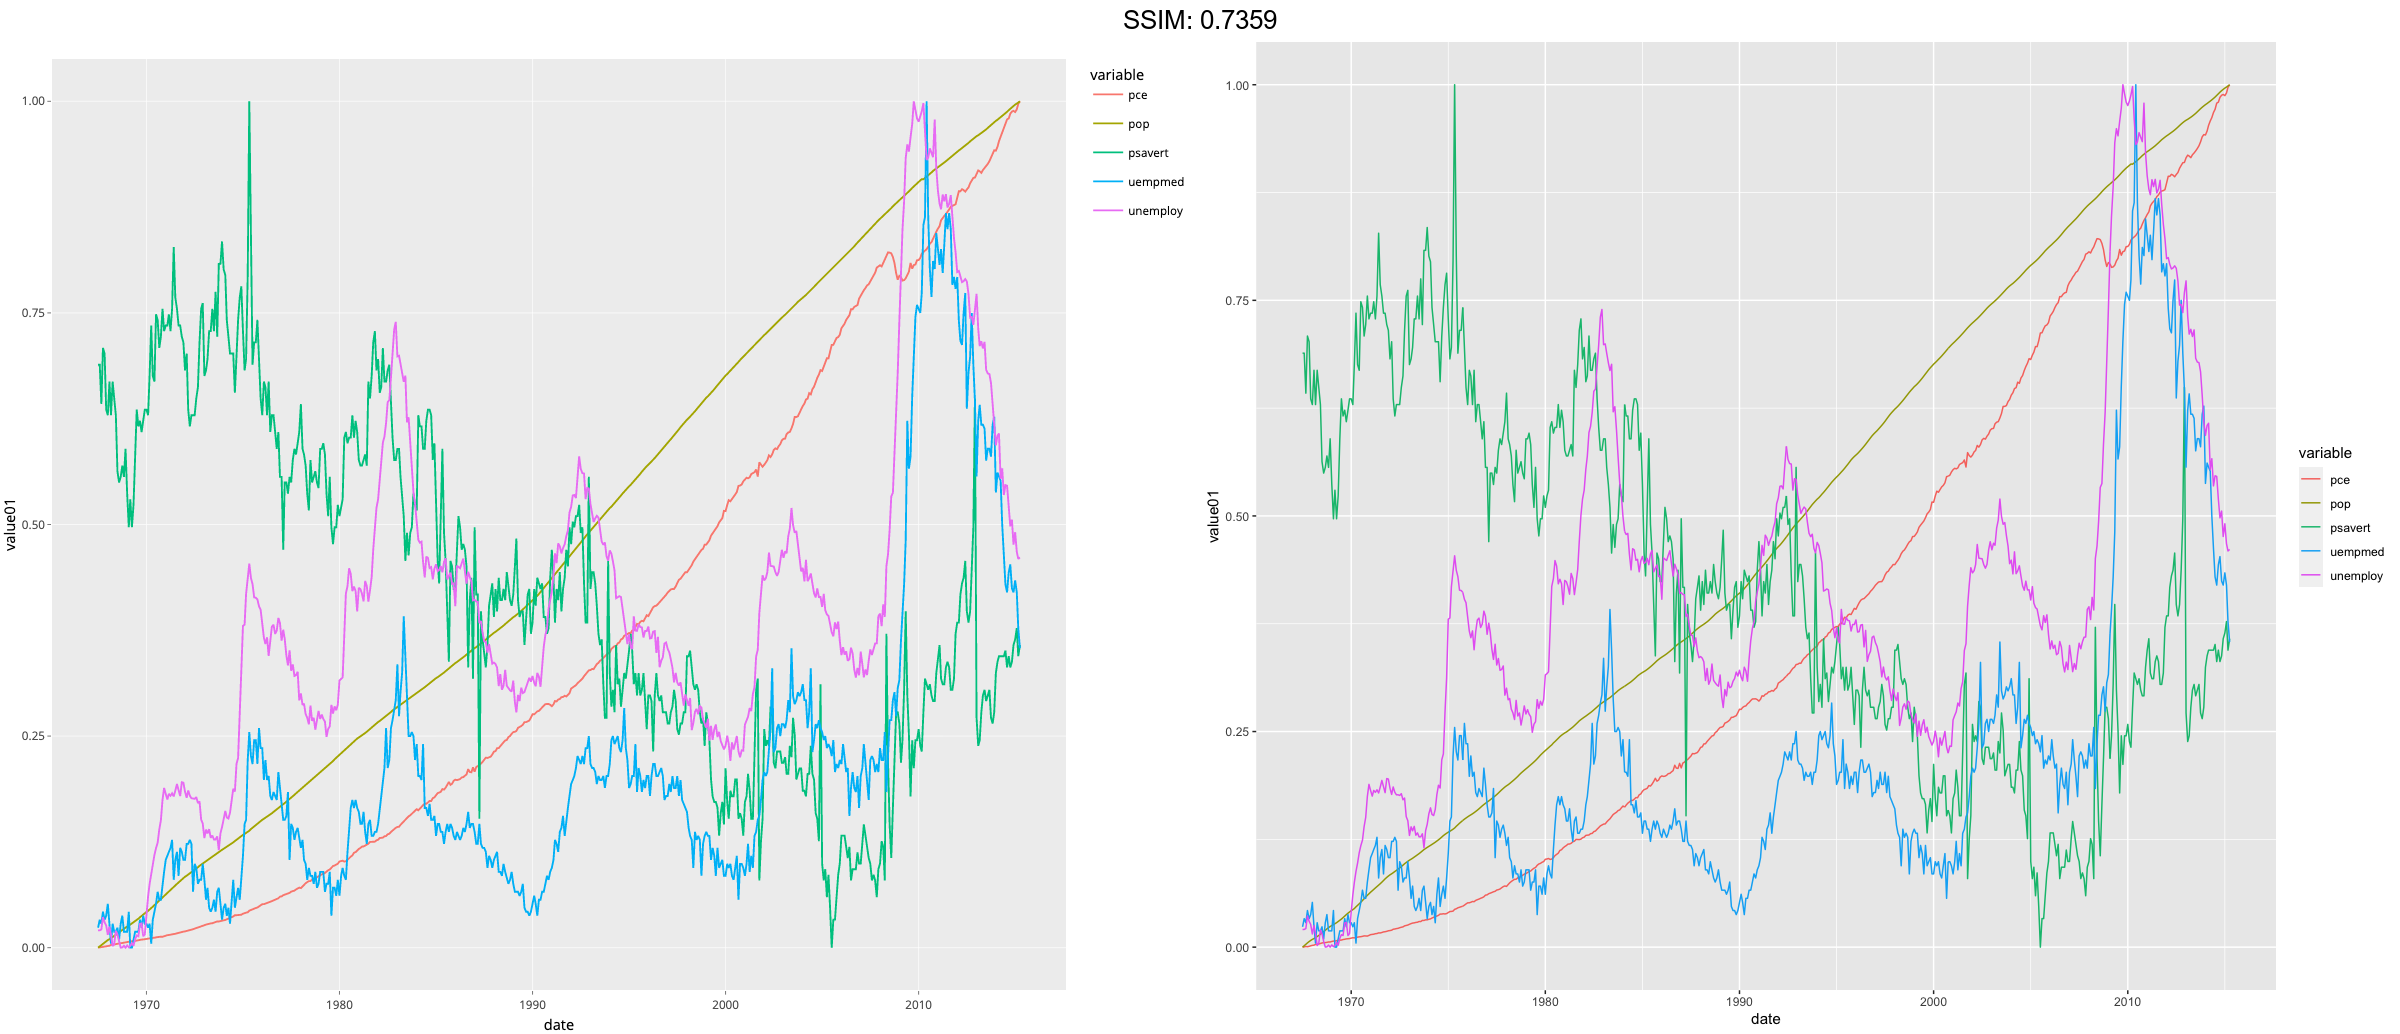 SSIM: 0.7359
variable
pce
pop
psavert
uempmed
unemploy
1.00
0.75
0.50
0.25
0.00
value01
1970 1980 1990 2000 2010
date
1.00
0.75
0.50
0.25
0.00
value01
1970 1980 1990 2000 2010
date
variable
pce
pop
psavert
uempmed
unemploy